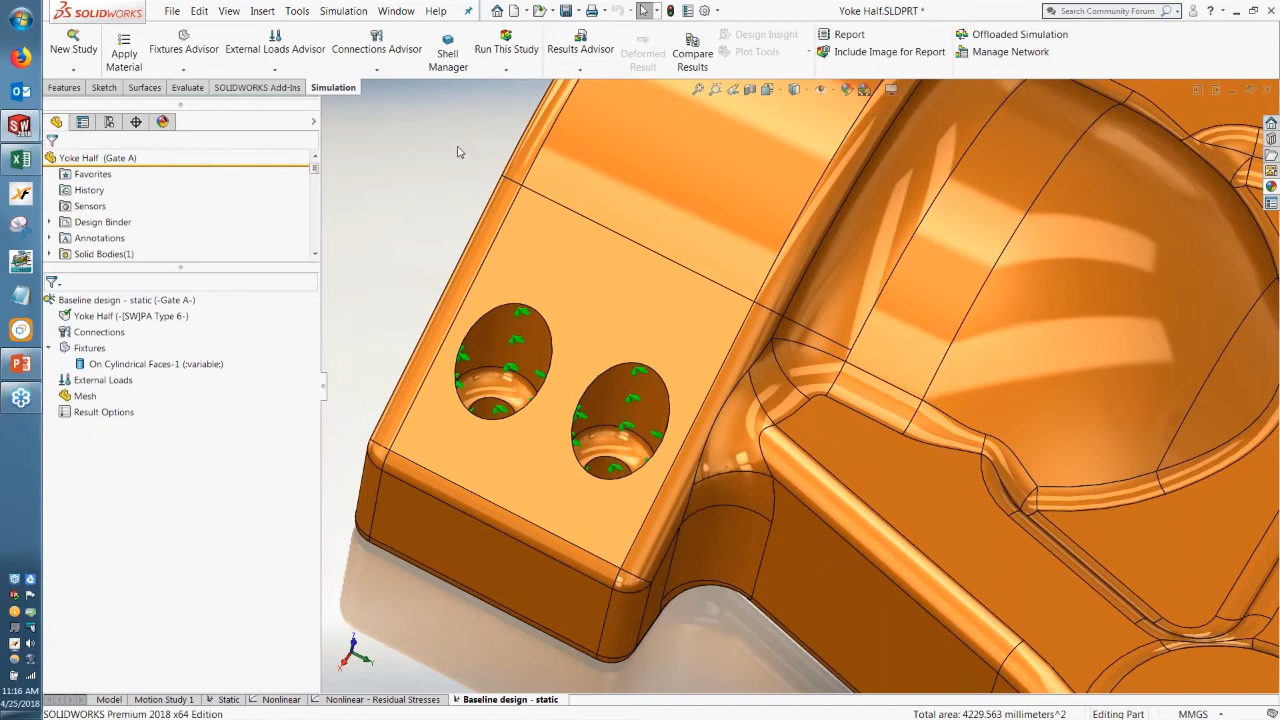 SOLIDWORKS
File Edit View Insert Tools Simulation Window Help
Yoke Half.SLDPRT *
Search Community Forum
New Study
Apply Material
Fixtures Advisor
External Loads Advisor
Connections Advisor
Shell Manager
Run This Study
Results Advisor
Deformed Result
Compare Results
Design Insight
Plot Tools
Report
Include Image for Report
Offloaded Simulation
Manage Network
Features Sketch Surfaces Evaluate SOLIDWORKS Add-Ins Simulation
Yoke Half (Gate A)
Favorites
History
Sensors
Design Binder
Annotations
Solid Bodies(1)
Baseline design - static (-Gate A-)
Yoke Half (-[SW]PA Type 6-)
Connections
Fixtures
On Cylindrical Faces-1 (:variable:)
External Loads
Mesh
Result Options
Z
X
Y
Model Motion Study 1 Static Nonlinear Nonlinear - Residual Stresses Baseline design - static
SOLIDWORKS Premium 2018 x64 Edition
Total area: 4229.563 millimeters^2 Editing Part MMGS
11:16 AM
4/25/2018